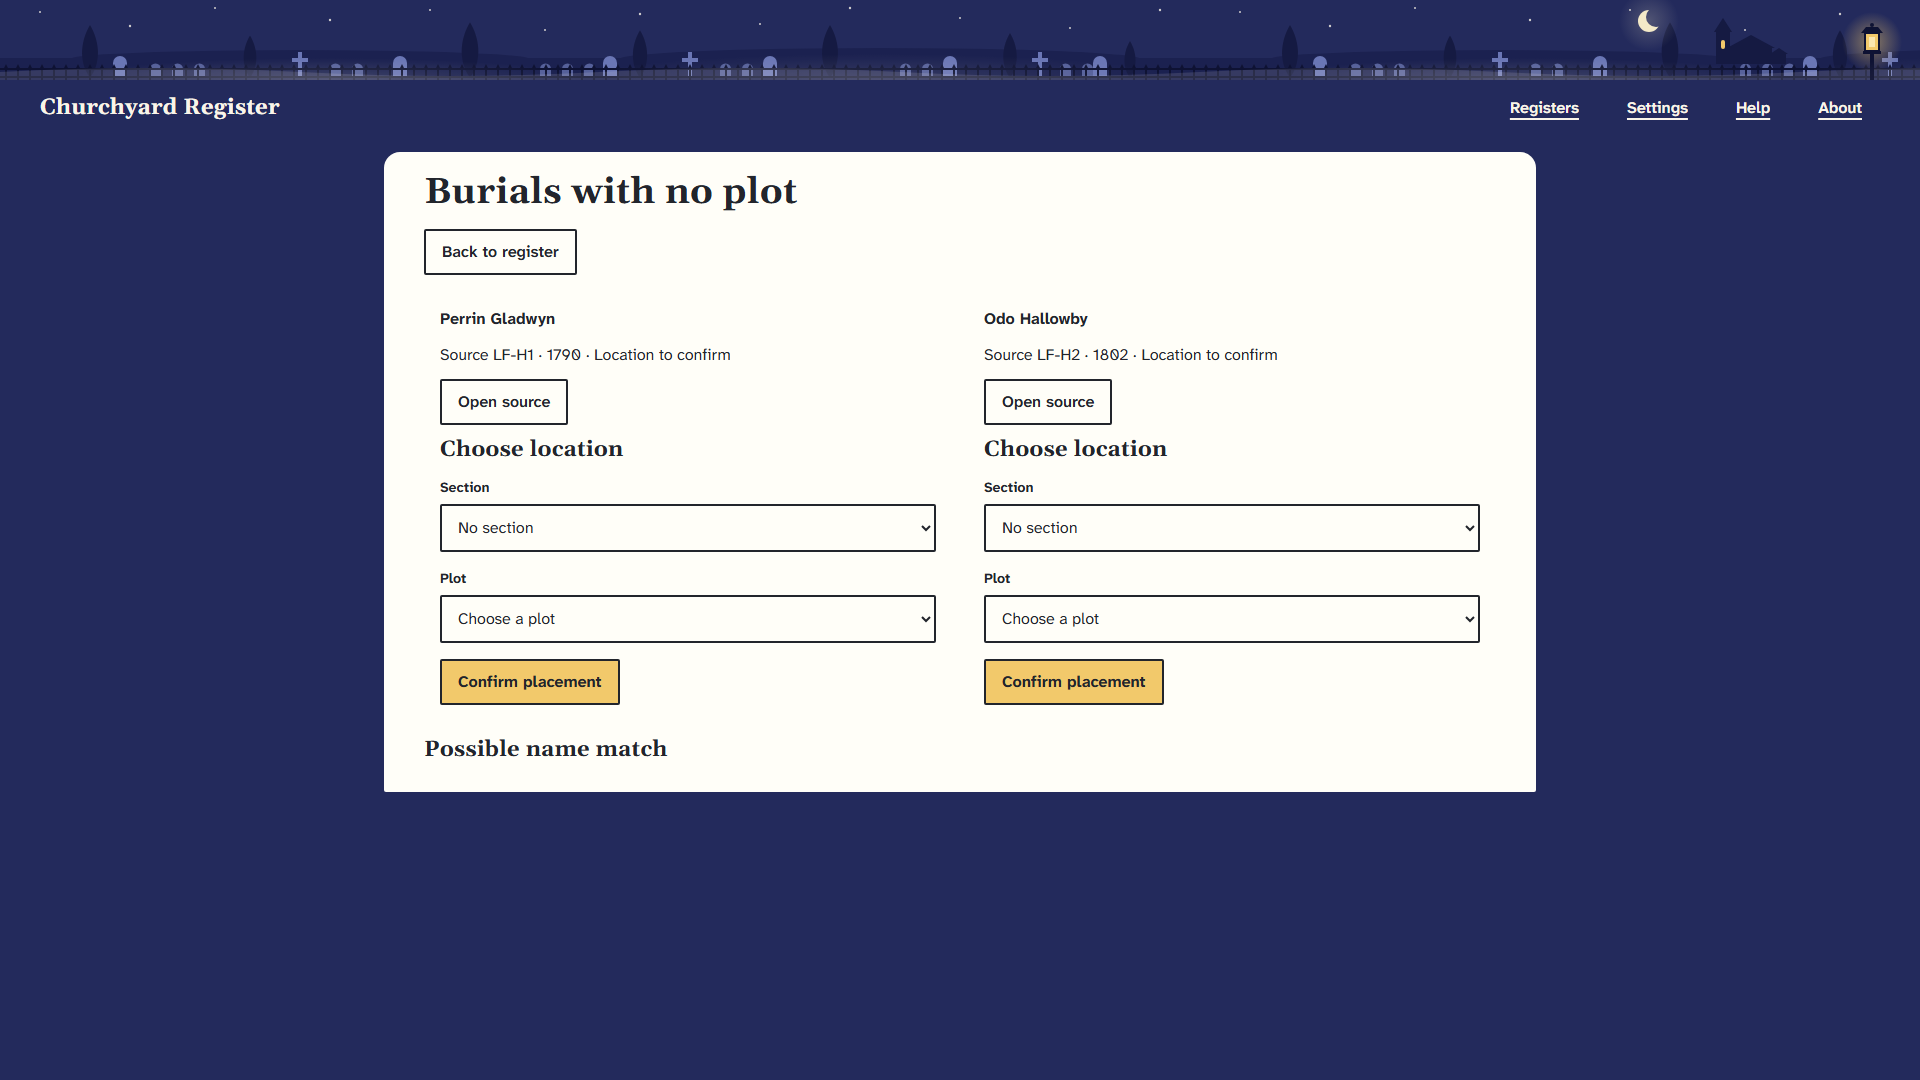 Churchyard Register
Registers
Settings
Help
About
Burials with no plot
Back to register
Perrin Gladwyn
Source LF-H1 · 1790 · Location to confirm
Open source
Choose location
Section
No section
Plot
Choose a plot
Confirm placement
Odo Hallowby
Source LF-H2 · 1802 · Location to confirm
Open source
Choose location
Section
No section
Plot
Choose a plot
Confirm placement
Possible name match